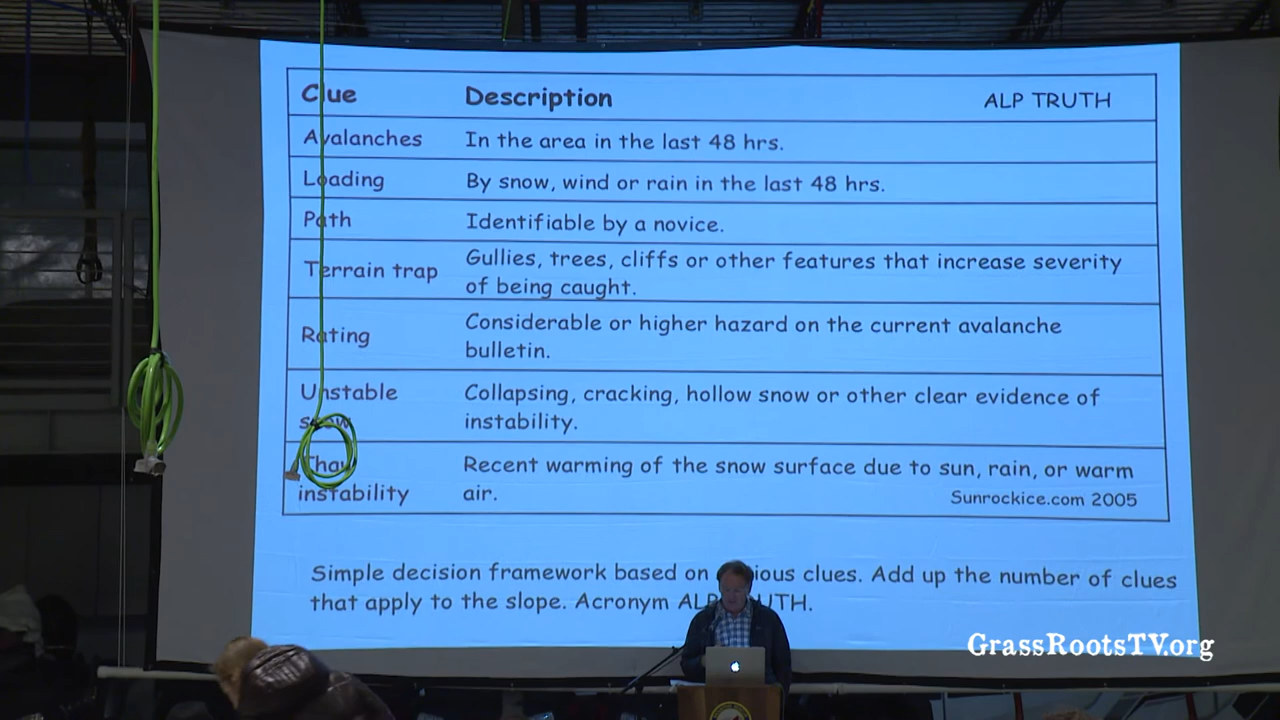 Clue Description ALP TRUTH
Avalanches In the area in the last 48 hrs.
Loading By snow, wind or rain in the last 48 hrs.
Path Identifiable by a novice.
Terrain trap Gullies, trees, cliffs or other features that increase severity
of being caught.
Rating Considerable or higher hazard on the current avalanche
bulletin.
Unstable Collapsing, cracking, hollow snow or other clear evidence of
snow instability.
Thaw Recent warming of the snow surface due to sun, rain, or warm
instability air. Sunrockice.com 2005
Simple decision framework based on clues. Add up the number of clues
that apply to the slope. Acronym ALP TRUTH.
GrassRootsTV.org